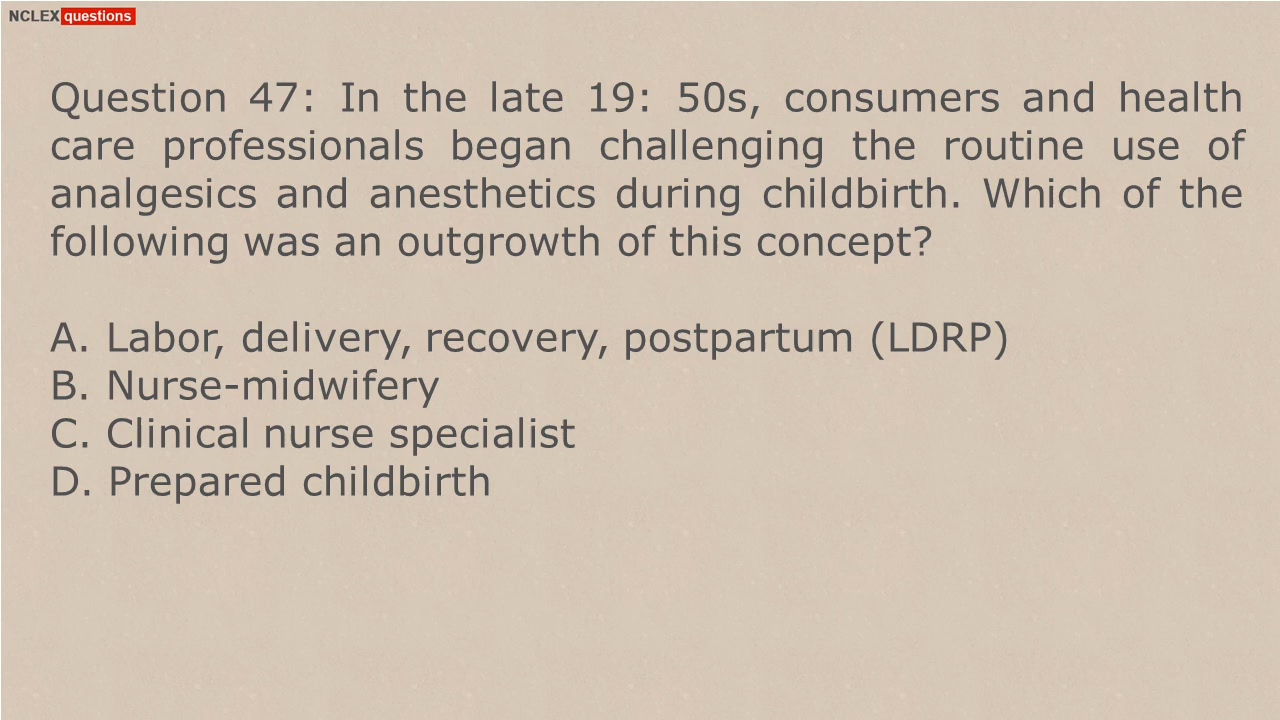 NCLEX questions
Question 47: In the late 19: 50s, consumers and health
care professionals began challenging the routine use of
analgesics and anesthetics during childbirth. Which of the
following was an outgrowth of this concept?
A. Labor, delivery, recovery, postpartum (LDRP)
B. Nurse-midwifery
C. Clinical nurse specialist
D. Prepared childbirth